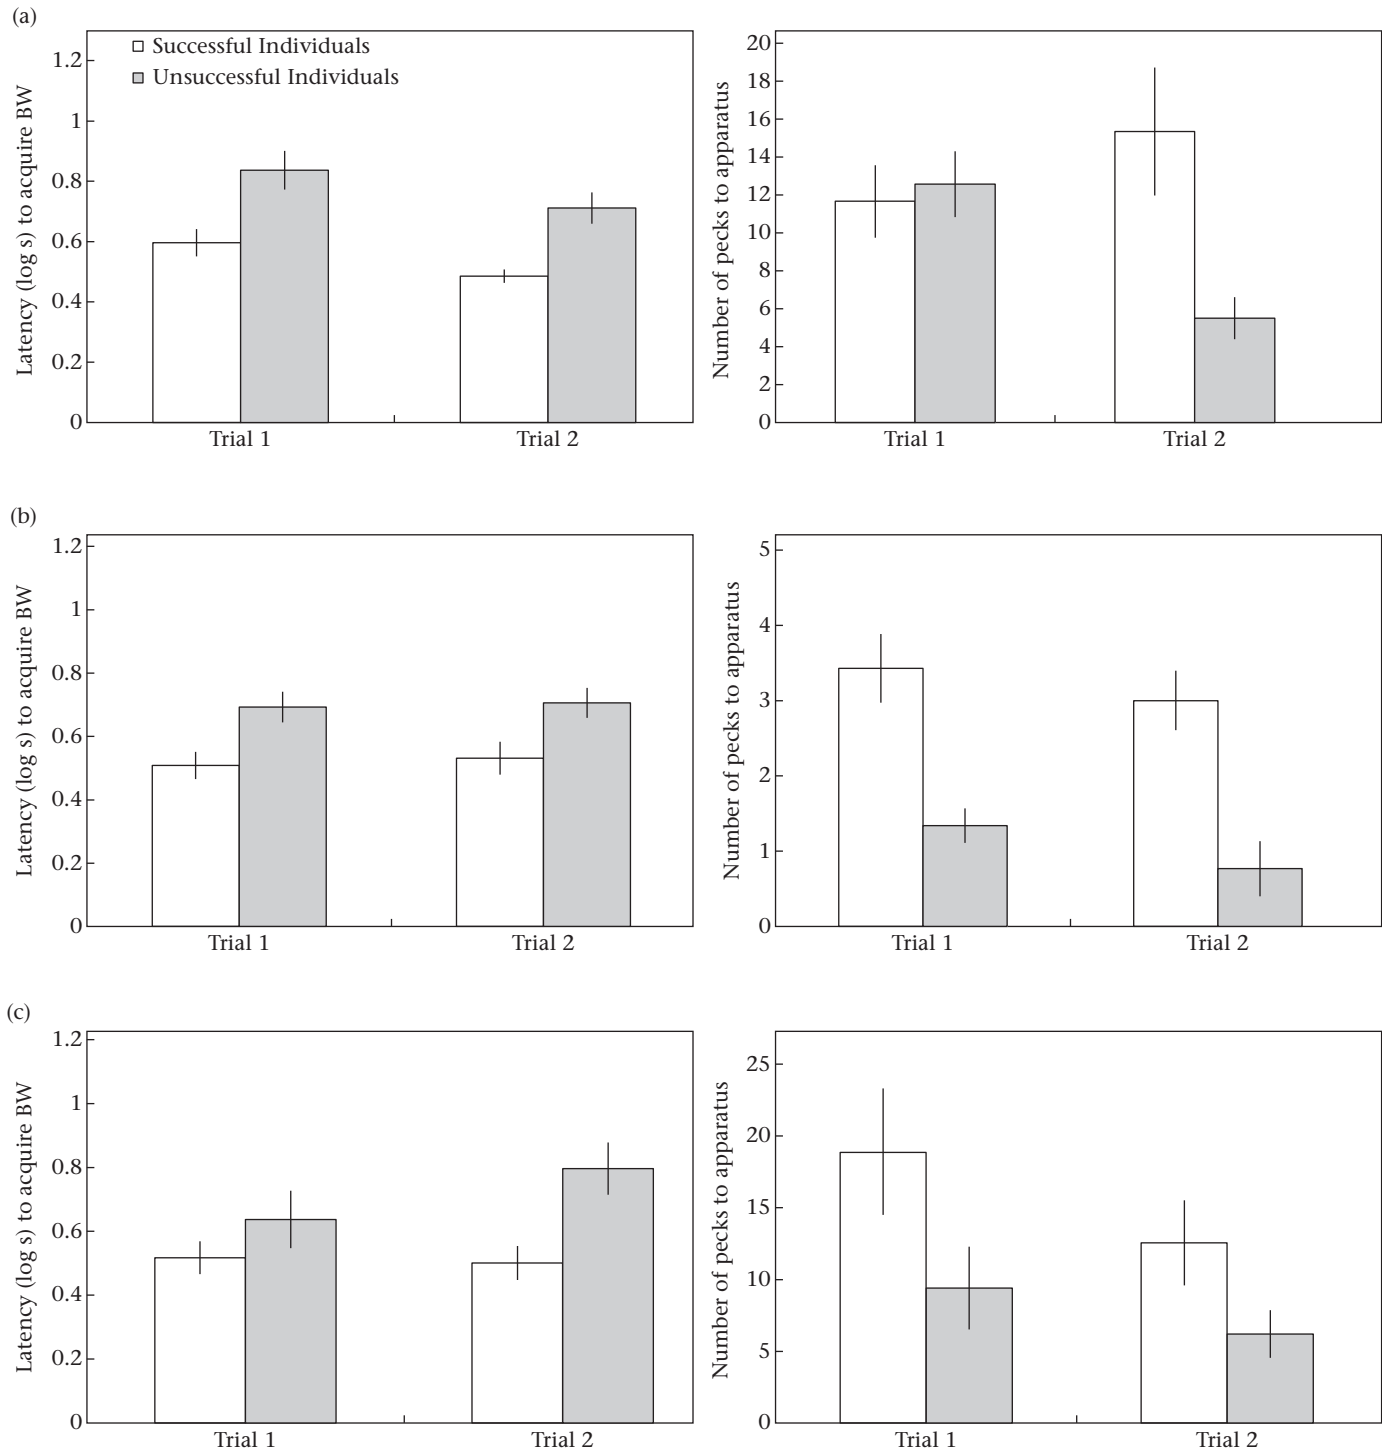 (a)
Latency (log s) to acquire BW
1.2
1
0.8
0.6
0.4
0.2
0
Successful Individuals
Unsuccessful Individuals
Trial 1
Trial 2
Number of pecks to apparatus
20
18
16
14
12
10
8
6
4
2
0
Trial 1
Trial 2
(b)
Latency (log s) to acquire BW
1.2
1
0.8
0.6
0.4
0.2
0
Trial 1
Trial 2
Number of pecks to apparatus
5
4
3
2
1
0
Trial 1
Trial 2
(c)
Latency (log s) to acquire BW
1.2
1
0.8
0.6
0.4
0.2
0
Trial 1
Trial 2
Number of pecks to apparatus
25
20
15
10
5
0
Trial 1
Trial 2